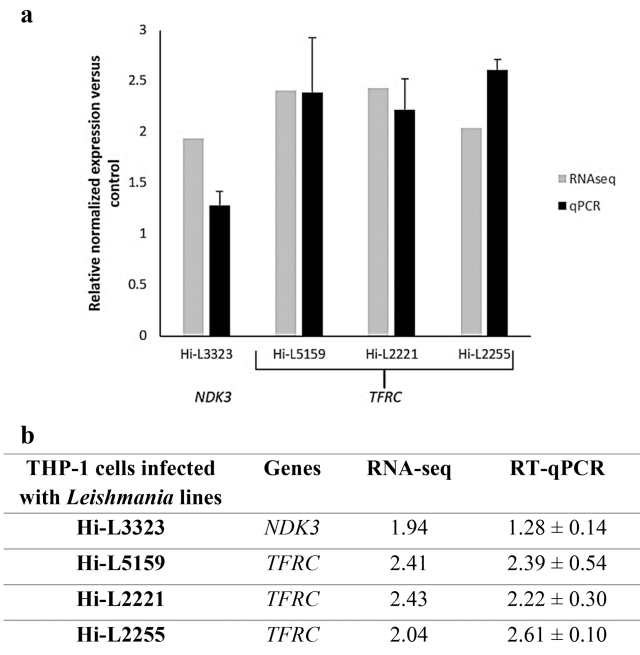 a
Relative normalized expression versus
control
3
2.5
2
1.5
1
0.5
0
RNAseq
qPCR
Hi-L3323 Hi-L5159 Hi-L2221 Hi-L2255
NDK3 TFRC
b
THP-1 cells infected Genes RNA-seq RT-qPCR
with Leishmania lines
Hi-L3323 NDK3 1.94 1.28 ± 0.14
Hi-L5159 TFRC 2.41 2.39 ± 0.54
Hi-L2221 TFRC 2.43 2.22 ± 0.30
Hi-L2255 TFRC 2.04 2.61 ± 0.10